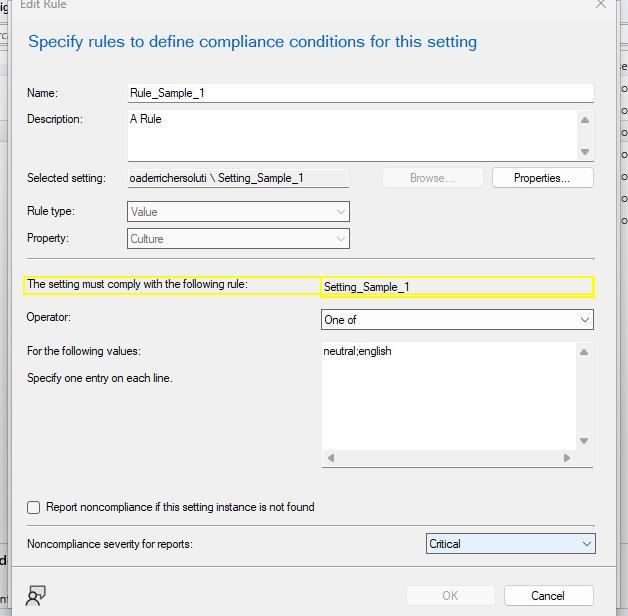 Edit Rule
Specify rules to define compliance conditions for this setting
Name: Rule_Sample_1
Description: A Rule
Selected setting: oaderrichersoluti \ Setting_Sample_1 Browse... Properties...
Rule type: Value
Property: Culture
The setting must comply with the following rule: Setting_Sample_1
Operator: One of
For the following values: neutral;english
Specify one entry on each line.
Report noncompliance if this setting instance is not found
Noncompliance severity for reports: Critical
OK Cancel